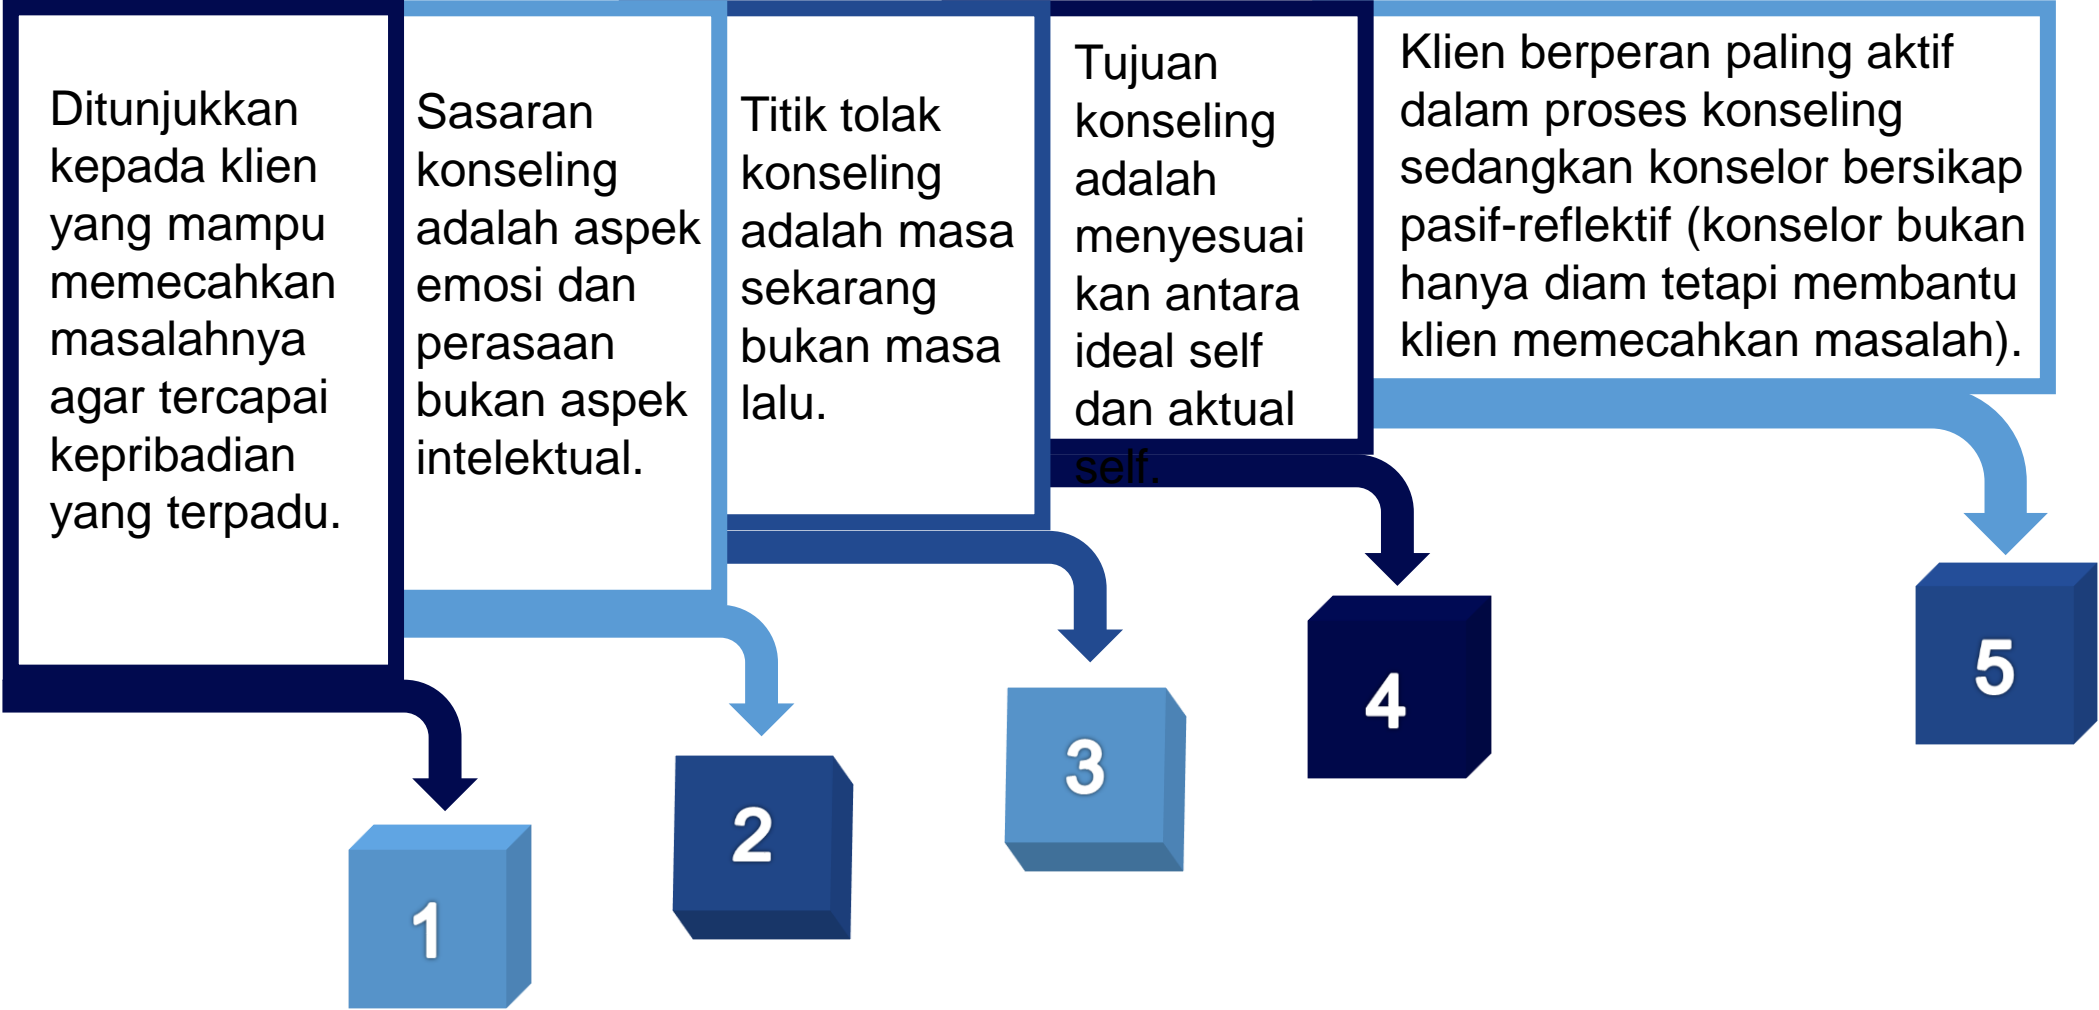 Ditunjukkan
kepada klien
yang mampu
memecahkan
masalahnya
agar tercapai
kepribadian
yang terpadu.
Sasaran
konseling
adalah aspek
emosi dan
perasaan
bukan aspek
intelektual.
Titik tolak
konseling
adalah masa
sekarang
bukan masa
lalu.
Tujuan
konseling
adalah
menyesuai
kan antara
ideal self
dan aktual
self.
Klien berperan paling aktif
dalam proses konseling
sedangkan konselor bersikap
pasif-reflektif (konselor bukan
hanya diam tetapi membantu
klien memecahkan masalah).
1
2
3
4
5